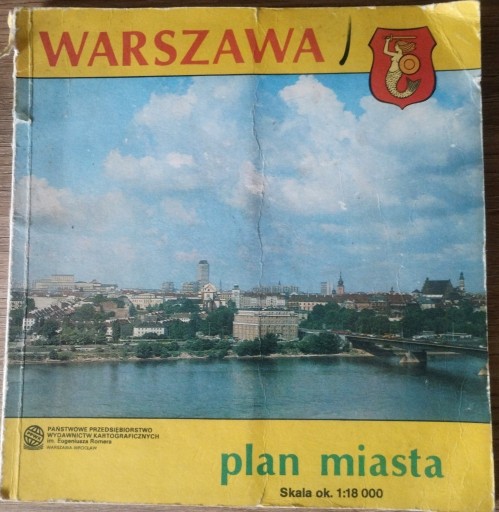 WARSZAWA
PAŃSTWOWE PRZEDSIĘBIORSTWO
WYDAWNICTW KARTOGRAFICZNYCH
im. Eugeniusza Romera
WARSZAWA-WROCŁAW
plan miasta
Skala ok. 1:18 000